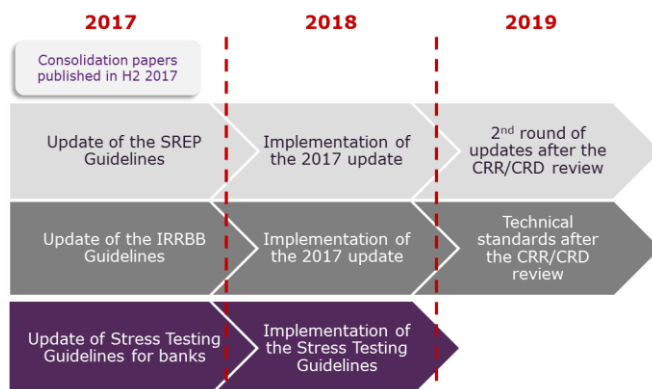 2017
2018
2019
Consolidation papers
published in H2 2017
Update of the SREP
Guidelines
Implementation of
the 2017 update
2nd round of
updates after the
CRR/CRD review
Update of the IRRBB
Guidelines
Implementation of
the 2017 update
Technical
standards after
the CRR/CRD
review
Update of Stress Testing
Guidelines for banks
Implementation of
the Stress Testing
Guidelines